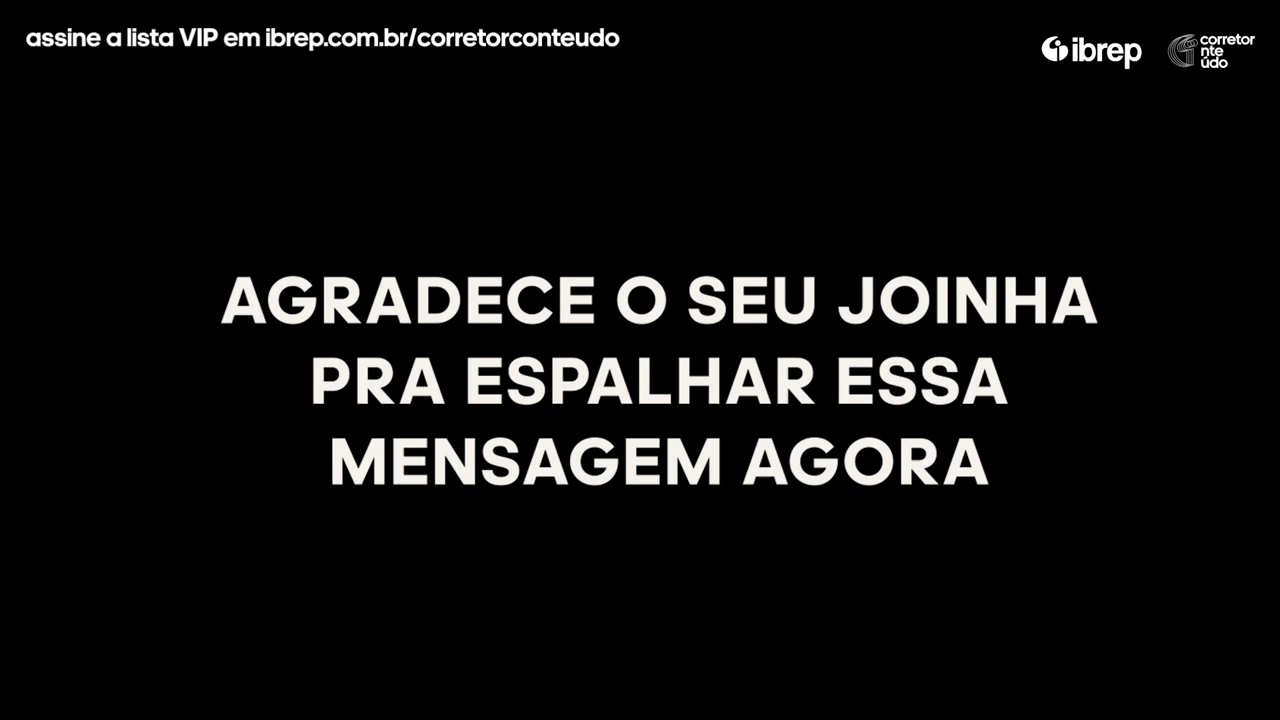 assine a lista VIP em ibrep.com.br/corretorconteudo
ibrep
corretor
nte
údo
AGRADECE O SEU JOINHA
PRA ESPALHAR ESSA
MENSAGEM AGORA